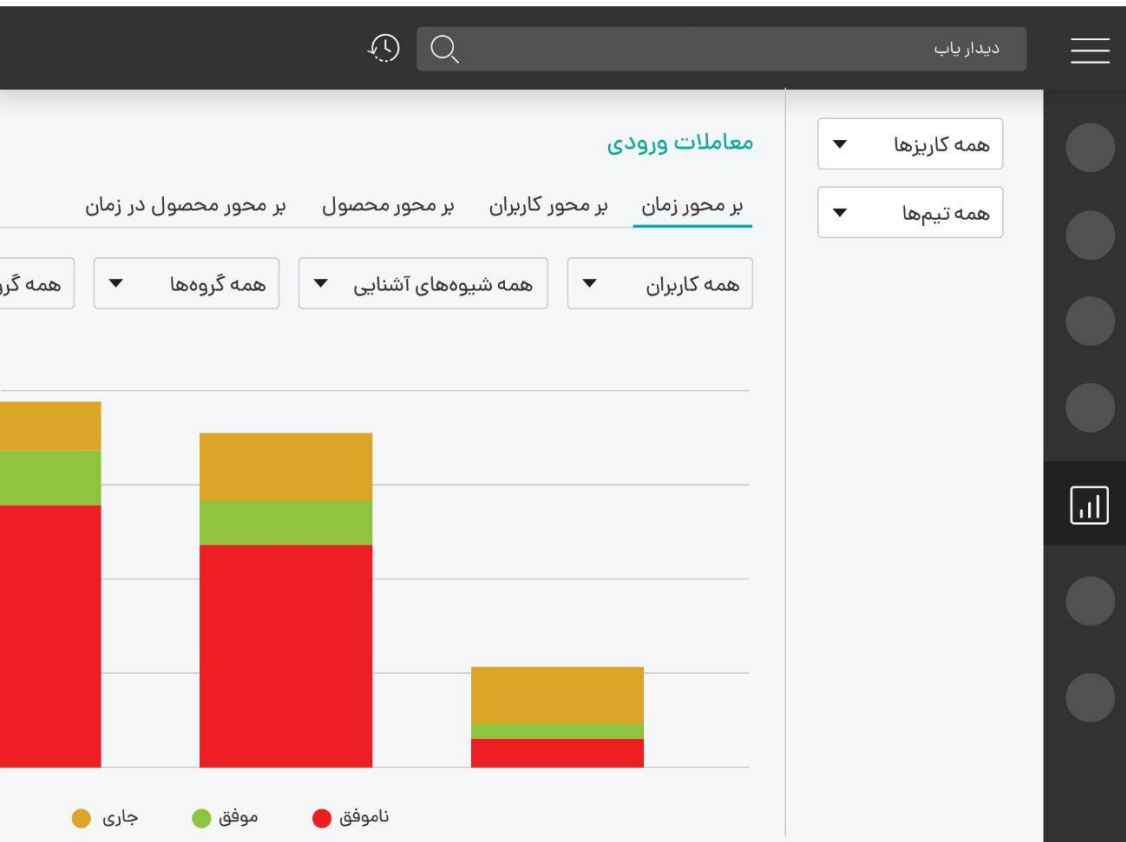 دیدار یاب
همه کاریزها
همه تیم‌ها
معاملات ورودی
بر محور زمان بر محور کاربران بر محور محصول بر محور محصول در زمان
همه کاربران همه شیوه‌های آشنایی همه گروه‌ها همه
ناموفق موفق جاری